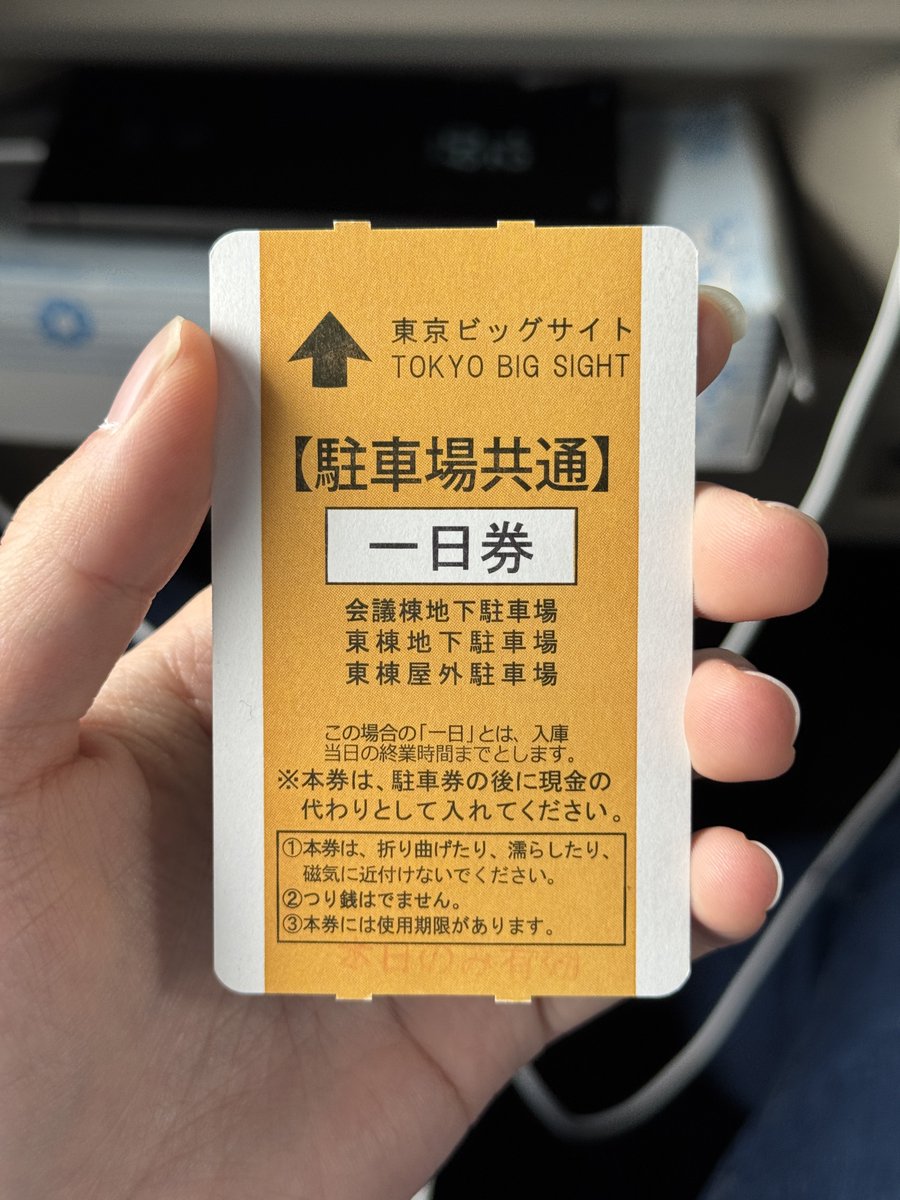 東京ビッグサイト
TOKYO BIG SIGHT
【駐車場共通】
一日券
会議棟地下駐車場
東棟地下駐車場
東棟屋外駐車場
この場合の「一日」とは、入庫
当日の終業時間までとします。
※本券は、駐車券の後に現金の
代わりとして入れてください。
①本券は、折り曲げたり、濡らしたり、
磁気に近付けないでください。
②つり銭はでません。
③本券には使用期限があります。
本日のみ有効